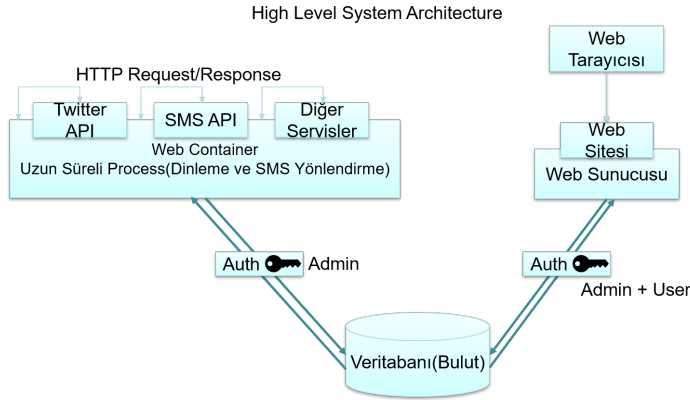 High Level System Architecture
Web
Tarayıcısı
HTTP Request/Response
Twitter
API
SMS API
Diğer
Servisler
Web Container
Uzun Süreli Process(Dinleme ve SMS Yönlendirme)
Web
Sitesi
Web Sunucusu
Auth
Admin
Auth
Admin + User
Veritabanı(Bulut)